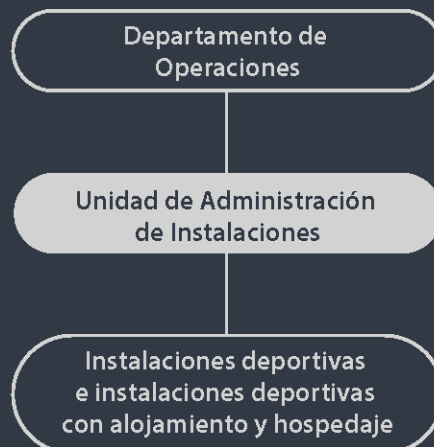 Departamento de
Operaciones
Unidad de Administración
de Instalaciones
Instalaciones deportivas
e instalaciones deportivas
con alojamiento y hospedaje